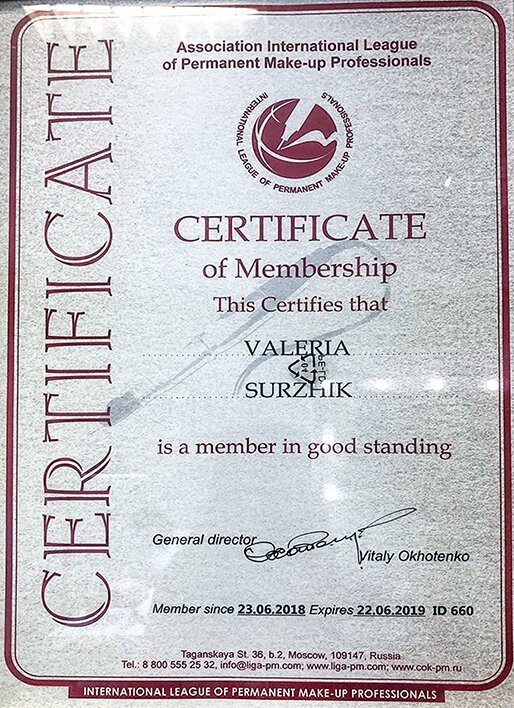 CERTIFICATE
Association International League
of Permanent Make-up Professionals
INTERNATIONAL LEAGUE OF PERMANENT MAKE-UP PROFESSIONALS
CERTIFICATE
of Membership
This Certifies that
VALERIA
SURZHIK
is a member in good standing
General director
Vitaly Okhotenko
Member since 23.06.2018 Expires 22.06.2019 ID 660
Taganskaya St. 36, b.2, Moscow, 109147, Russia
Tel.: 8 800 555 25 32, info@liga-pm.com; www.liga-pm.com; www.cok-pm.ru
INTERNATIONAL LEAGUE OF PERMANENT MAKE-UP PROFESSIONALS